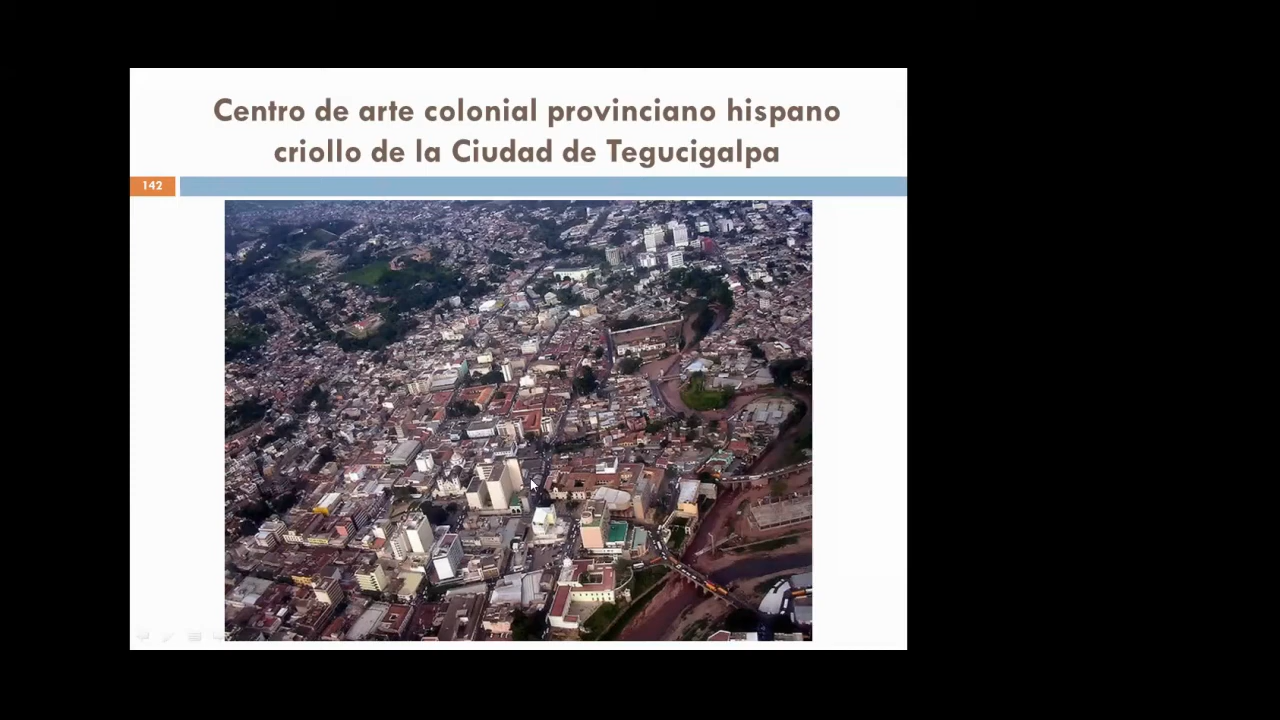 Centro de arte colonial provinciano hispano
criollo de la Ciudad de Tegucigalpa
142